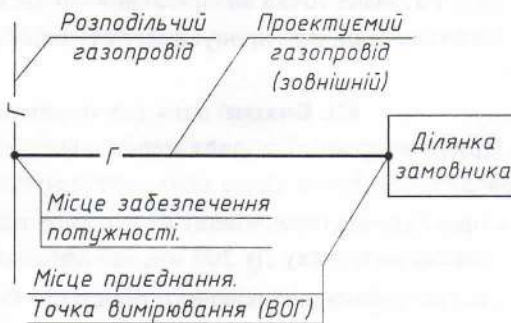 Розподільчий
газопровід
Проектуємий
газопровід
(зовнішній)
Г
Г
Ділянка
замовника
Місце забезпечення
потужності.
Місце приєднання.
Точка вимірювання (ВОГ)